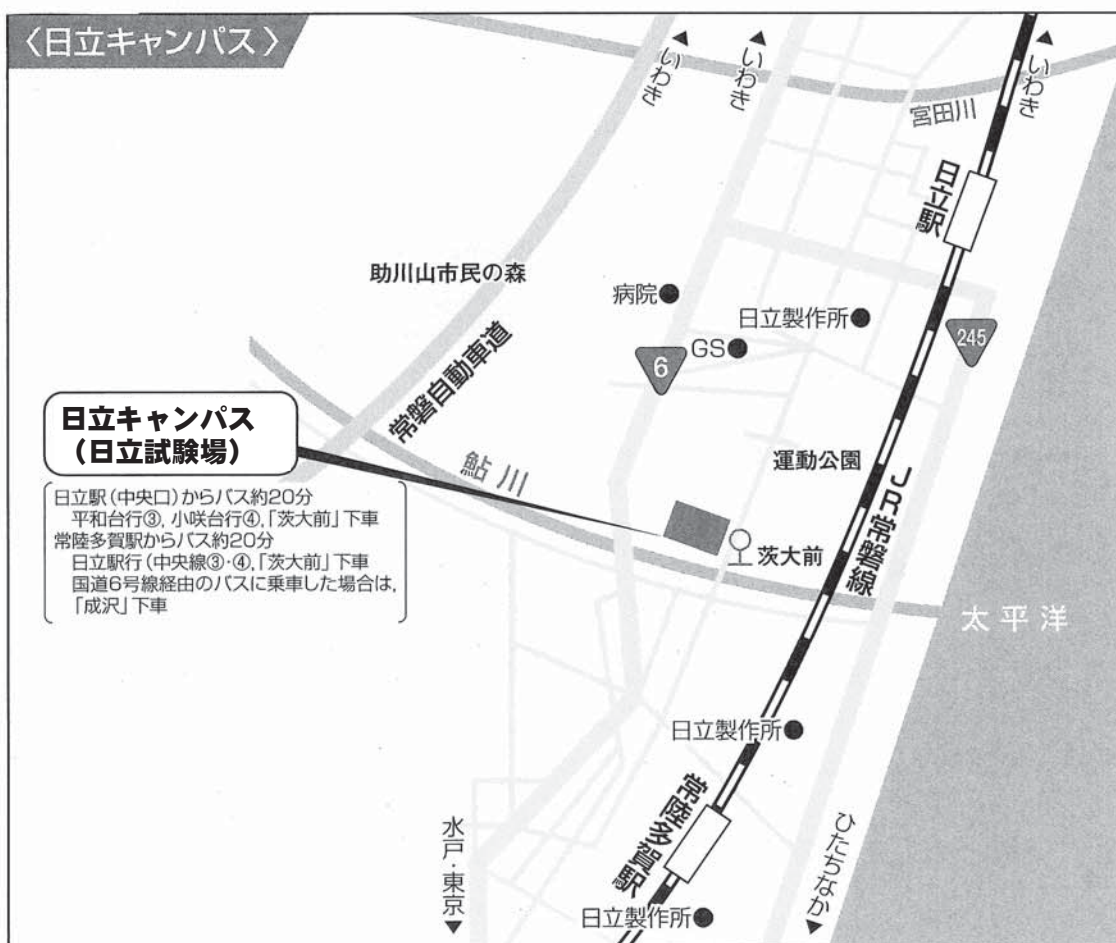 〈日立キャンパス〉
いわき
いわき
いわき
宮田川
日立駅
助川山市民の森
病院
日立製作所
GS
6
245
常磐自動車道
日立キャンパス
(日立試験場)
鮎川
運動公園
JR常磐線
日立駅(中央口)からバス約20分
平和台行③, 小咲台行④,「茨大前」下車
常陸多賀駅からバス約20分
日立駅行(中央線③・④,「茨大前」下車
国道6号線経由のバスに乗車した場合は,
「成沢」下車
茨大前
太平洋
日立製作所
常陸多賀駅
水戸・東京
ひたちなか
日立製作所